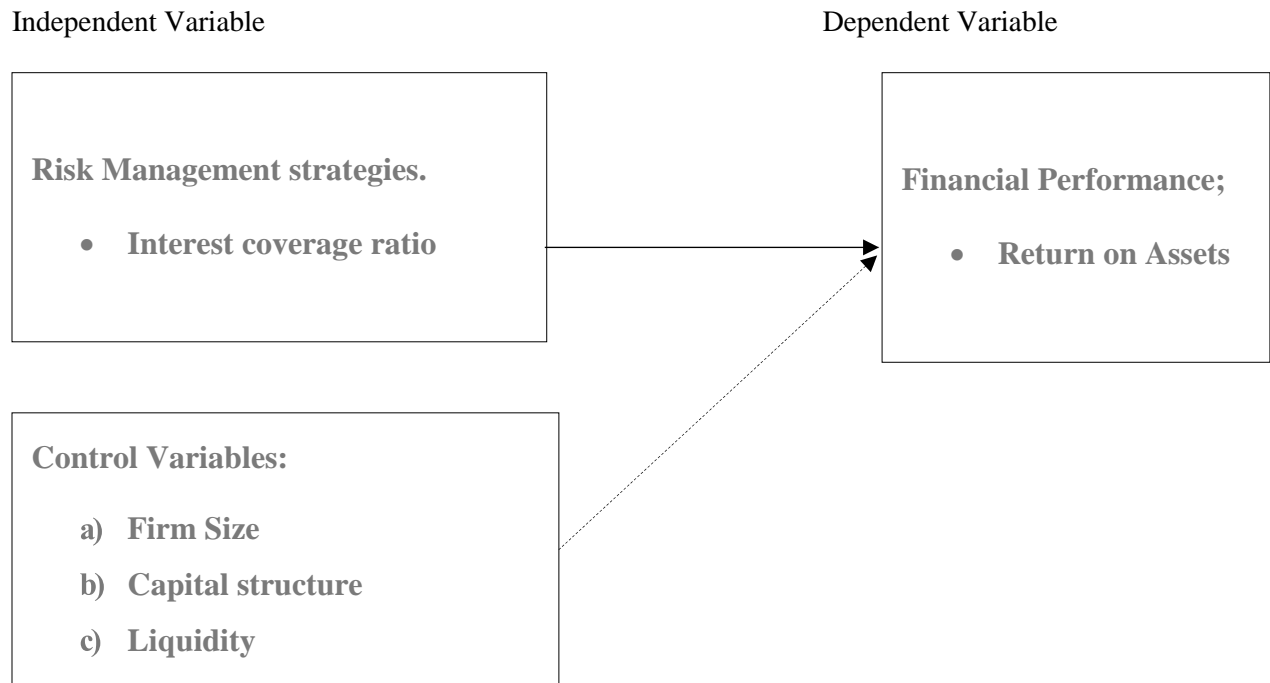 Independent Variable
Dependent Variable
Risk Management strategies.
• Interest coverage ratio
Financial Performance;
• Return on Assets
Control Variables:
a) Firm Size
b) Capital structure
c) Liquidity